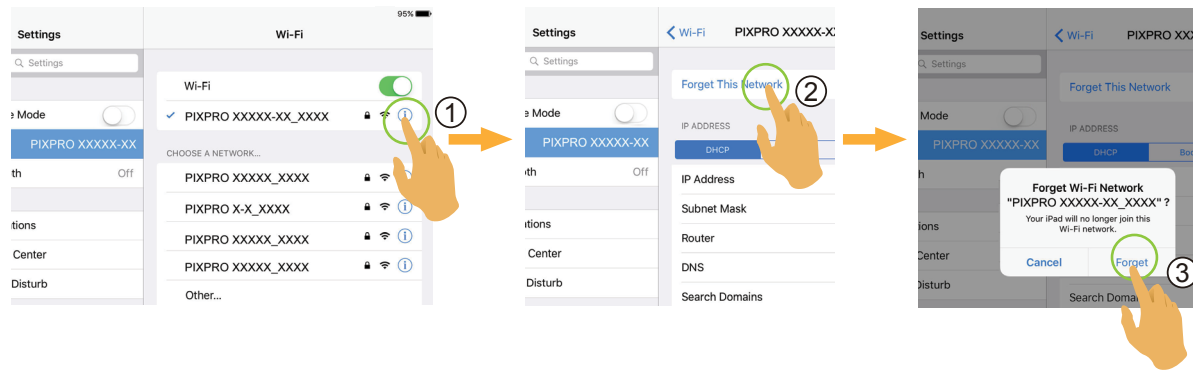 95%
Settings
Wi-Fi
Settings
Wi-Fi
e Mode
PIXPRO XXXXX-XX_XXXX
PIXPRO XXXXX-XX
CHOOSE A NETWORK...
th Off
PIXPRO XXXXX_XXXX
PIXPRO X-X_XXXX
tions
PIXPRO XXXXX_XXXX
Center
PIXPRO XXXXX_XXXX
Disturb
Other...
1
Settings
Wi-Fi PIXPRO XXXXX-X
Settings
Forget This Network
2
e Mode
IP ADDRESS
PIXPRO XXXXX-XX
DHCP
oth Off
IP Address
Subnet Mask
ations
Router
Center
DNS
Disturb
Search Domains
Settings
Wi-Fi PIXPRO XXX
Settings
Forget This Network
Mode
IP ADDRESS
PIXPRO XXXXX-XX
DHCP Boo
h
Forget Wi-Fi Network
"PIXPRO XXXXX-XX_XXXX" ?
Your iPad will no longer join this
Wi-Fi network.
ions
Center
Cancel Forget
3
Disturb
Search Doma